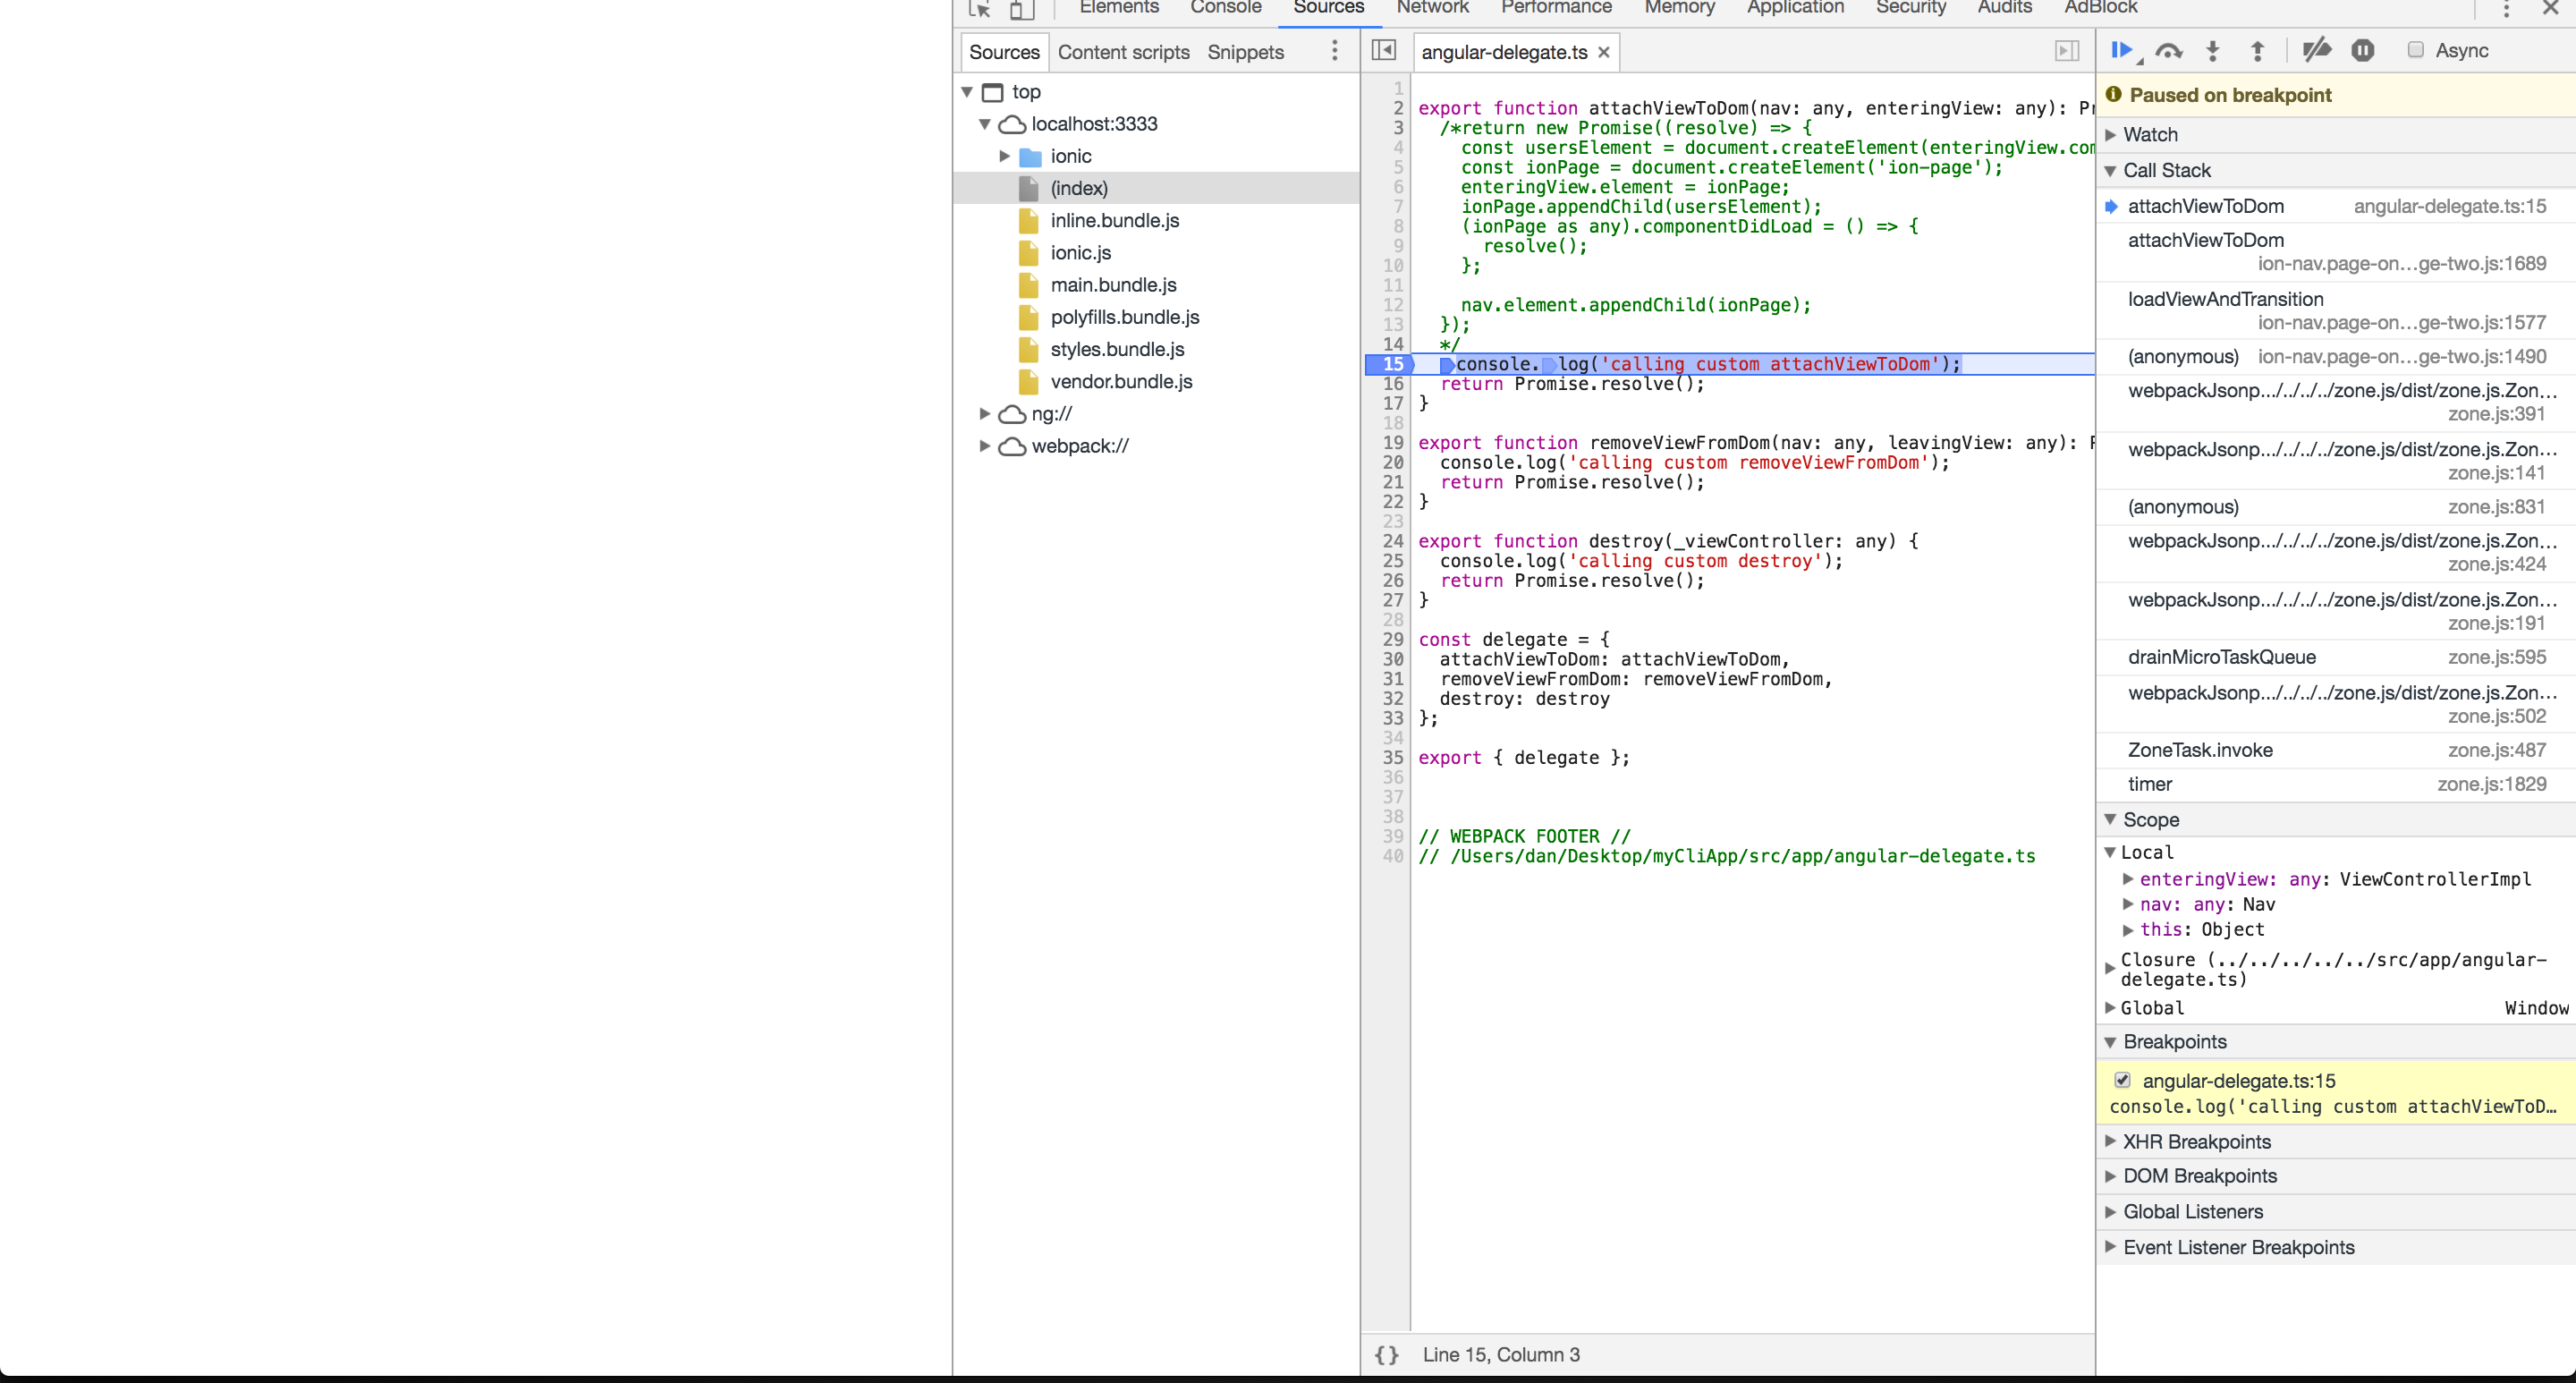 Elements Console Sources Network Performance Memory Application Security Audits AdBlock
Sources Content scripts Snippets
top
localhost:3333
ionic
(index)
inline.bundle.js
ionic.js
main.bundle.js
polyfills.bundle.js
styles.bundle.js
vendor.bundle.js
ng://
webpack://
angular-delegate.ts ×
1
2 export function attachViewToDom(nav: any, enteringView: any): Pr
3 /*return new Promise((resolve) => {
4 const usersElement = document.createElement(enteringView.com
5 const ionPage = document.createElement('ion-page');
6 enteringView.element = ionPage;
7 ionPage.appendChild(usersElement);
8 (ionPage as any).componentDidLoad = () => {
9 resolve();
10 };
11
12 nav.element.appendChild(ionPage);
13 });
14 */
15 console.log('calling custom attachViewToDom');
16 return Promise.resolve();
17 }
18
19 export function removeViewFromDom(nav: any, leavingView: any): P
20 console.log('calling custom removeViewFromDom');
21 return Promise.resolve();
22 }
23
24 export function destroy(_viewController: any) {
25 console.log('calling custom destroy');
26 return Promise.resolve();
27 }
28
29 const delegate = {
30 attachViewToDom: attachViewToDom,
31 removeViewFromDom: removeViewFromDom,
32 destroy: destroy
33 };
34
35 export { delegate };
36
37
38
39 // WEBPACK FOOTER //
40 // /Users/dan/Desktop/myCliApp/src/app/angular-delegate.ts
{} Line 15, Column 3
Async
Paused on breakpoint
Watch
Call Stack
attachViewToDom angular-delegate.ts:15
attachViewToDom
ion-nav.page-on…ge-two.js:1689
loadViewAndTransition
ion-nav.page-on…ge-two.js:1577
(anonymous) ion-nav.page-on…ge-two.js:1490
webpackJsonp.../../../../zone.js/dist/zone.js.Zon…
zone.js:391
webpackJsonp.../../../../zone.js/dist/zone.js.Zon…
zone.js:141
(anonymous) zone.js:831
webpackJsonp.../../../../zone.js/dist/zone.js.Zon…
zone.js:424
webpackJsonp.../../../../zone.js/dist/zone.js.Zon…
zone.js:191
drainMicroTaskQueue zone.js:595
webpackJsonp.../../../../zone.js/dist/zone.js.Zon…
zone.js:502
ZoneTask.invoke zone.js:487
timer zone.js:1829
Scope
Local
enteringView: any: ViewControllerImpl
nav: any: Nav
this: Object
Closure (../../../../../src/app/angular-
delegate.ts)
Global Window
Breakpoints
angular-delegate.ts:15
console.log('calling custom attachViewToD…
XHR Breakpoints
DOM Breakpoints
Global Listeners
Event Listener Breakpoints